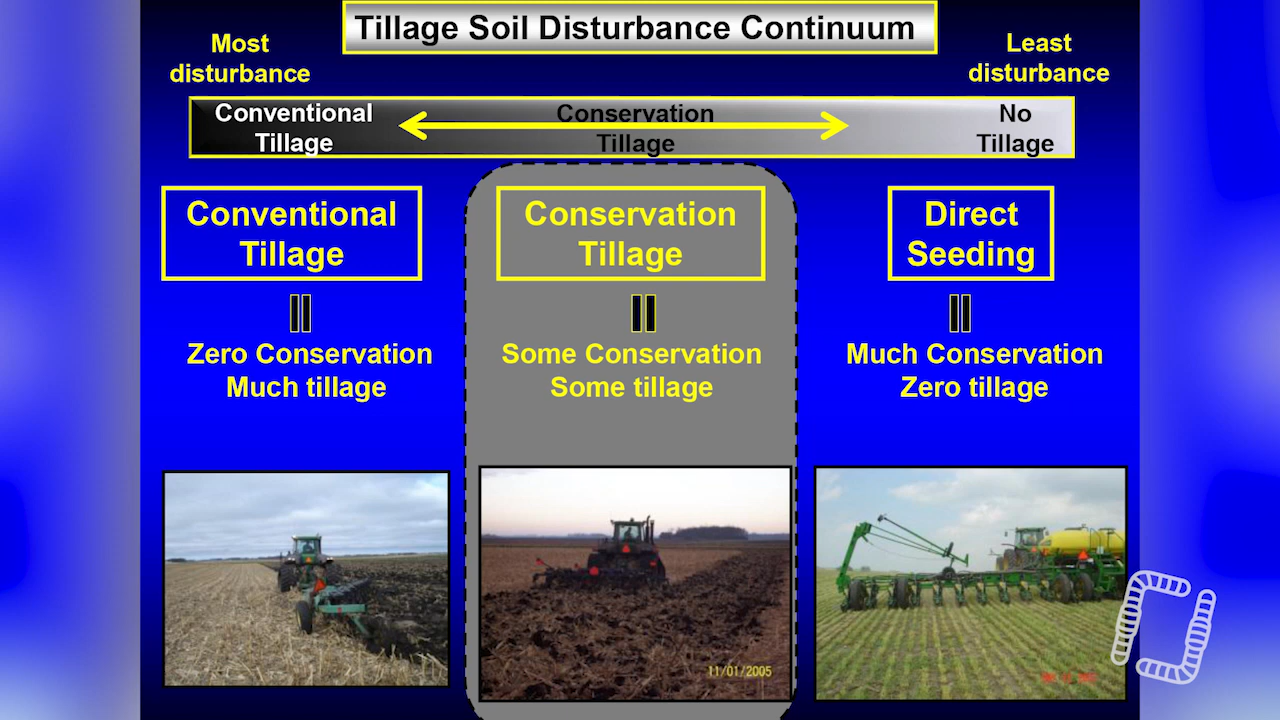 Tillage Soil Disturbance Continuum
Most
disturbance
Least
disturbance
Conventional
Tillage
Conservation
Tillage
No
Tillage
Conventional
Tillage
Conservation
Tillage
Direct
Seeding
Zero Conservation
Much tillage
Some Conservation
Some tillage
Much Conservation
Zero tillage
11/01/2005